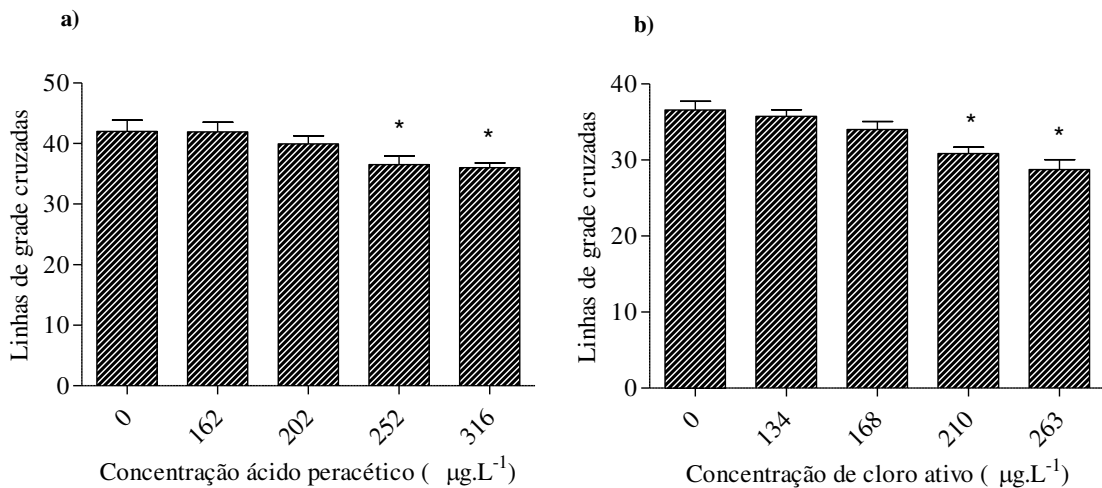 a)
Linhas de grade cruzadas
50
40
30
20
10
0
* *
0 162 202 252 316
Concentração ácido peracético ( µg.L⁻¹)
b)
Linhas de grade cruzadas
40
30
20
10
0
* *
0 134 168 210 263
Concentração de cloro ativo ( µg.L⁻¹)